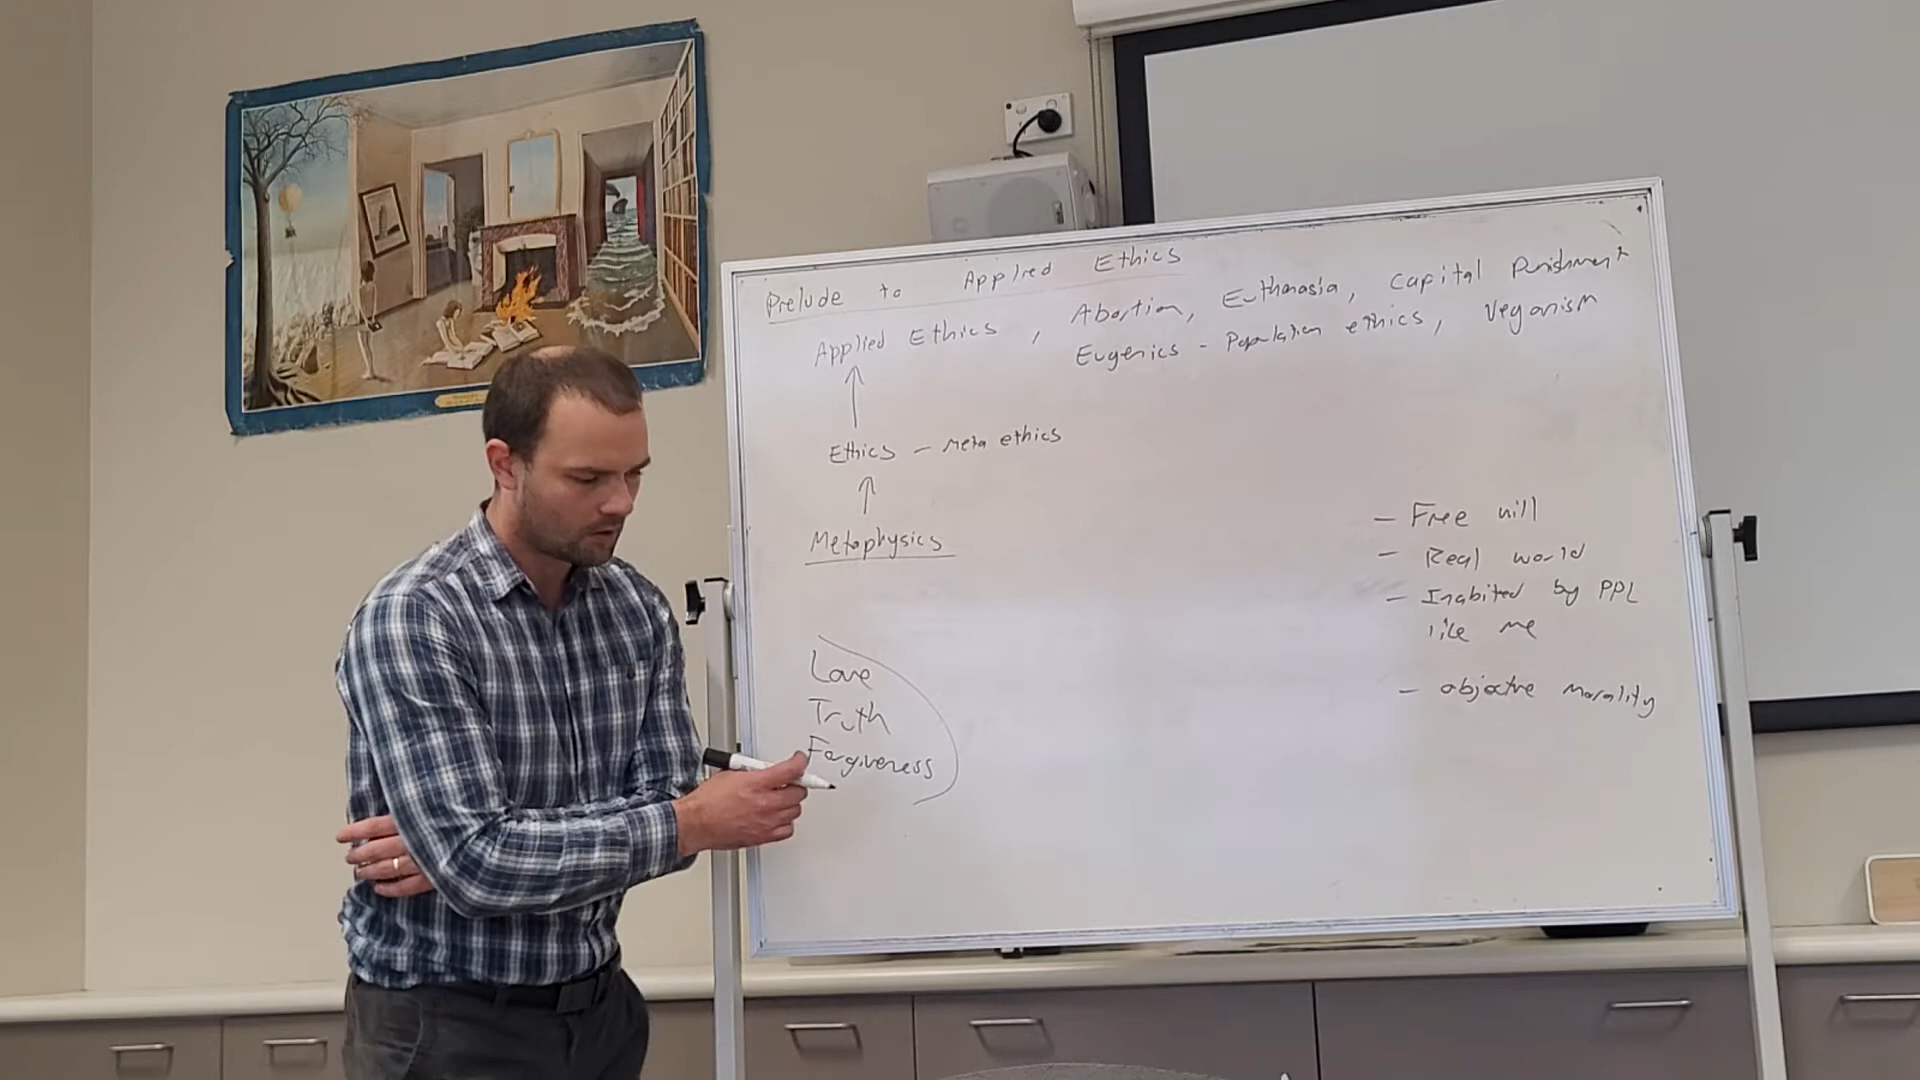 Prelude to Applied Ethics
Applied Ethics, Abortion, Euthanasia, Capital Punishment
Eugenics - Population ethics, Veganism
Ethics - Meta ethics
Metaphysics
Love
Truth
Forgiveness
- Free will
- Real world
- Inabited by PPL
like me
- objective morality